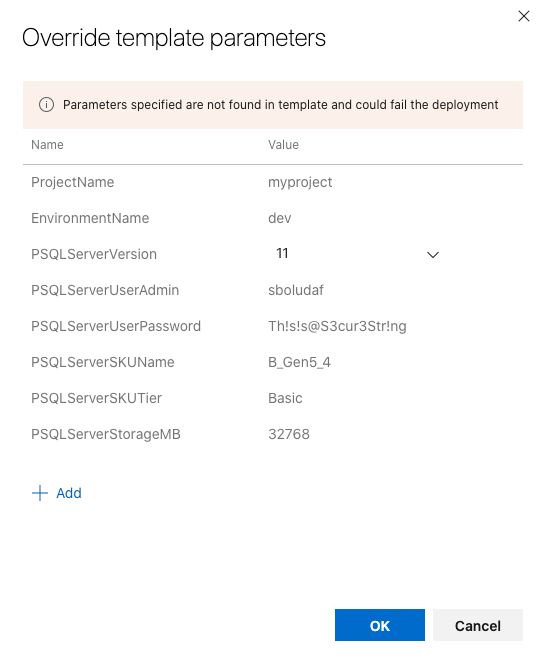 Override template parameters
Parameters specified are not found in template and could fail the deployment
Name Value
ProjectName myproject
EnvironmentName dev
PSQLServerVersion 11
PSQLServerUserAdmin sboludaf
PSQLServerUserPassword Th!s!s@S3cur3Str!ng
PSQLServerSKUName B_Gen5_4
PSQLServerSKUTier Basic
PSQLServerStorageMB 32768
Add
OK Cancel